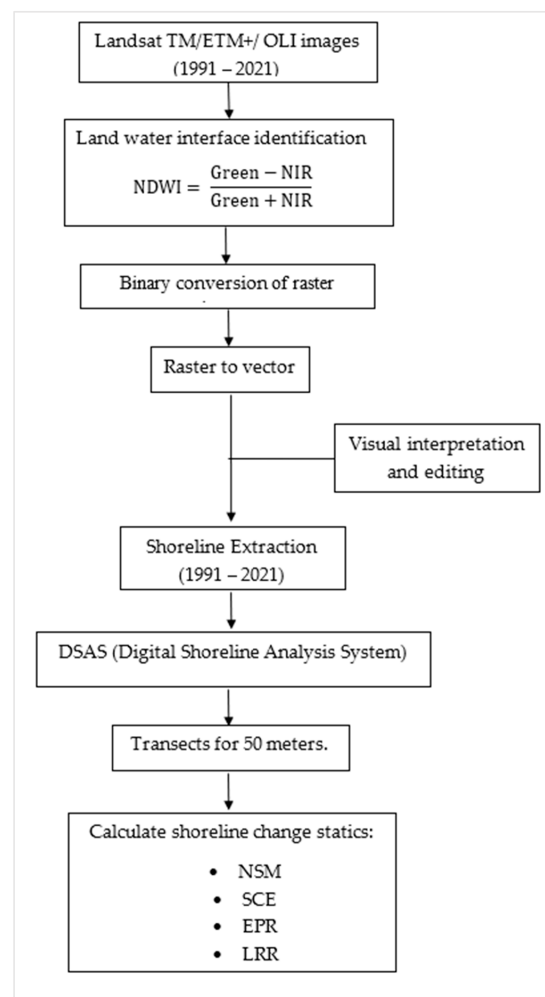 Landsat TM/ETM+/ OLI images
(1991 – 2021)
Land water interface identification
NDWI = (Green − NIR) / (Green + NIR)
Binary conversion of raster
Raster to vector
Visual interpretation
and editing
Shoreline Extraction
(1991 – 2021)
DSAS (Digital Shoreline Analysis System)
Transects for 50 meters.
Calculate shoreline change statics:
• NSM
• SCE
• EPR
• LRR